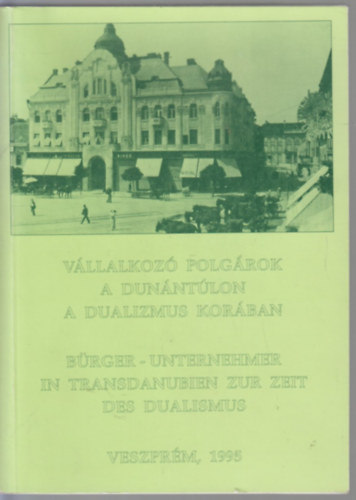 VÁLLALKOZÓ POLGÁROK
A DUNÁNTÚLON
A DUALIZMUS KORÁBAN
BÜRGER - UNTERNEHMER
IN TRANSDANUBIEN ZUR ZEIT
DES DUALISMUS
VESZPRÉM, 1995